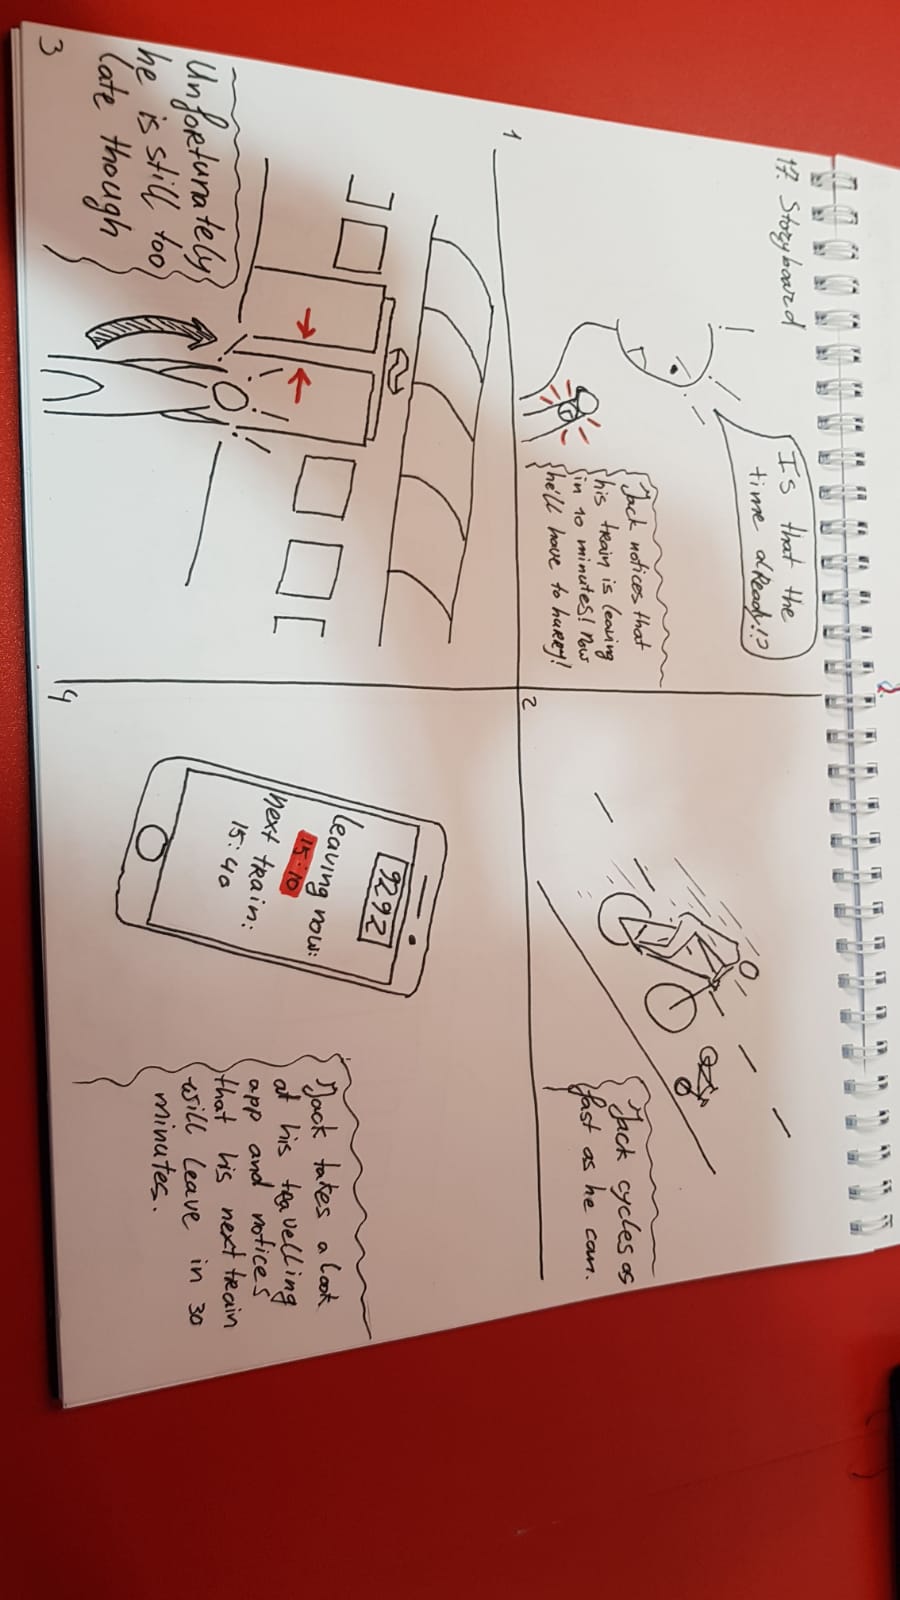 17. Storyboard
1
Is that the
time already!?
Jack notices that
his train is leaving
in 10 minutes! Now
he'll have to hurry!
2
Jack cycles as
fast as he can.
3
Unfortunately
he is still too
late though
4
9292
leaving now:
15:10
next train:
15:40
Jack takes a look
at his travelling
app and notices
that his next train
will leave in 30
minutes.